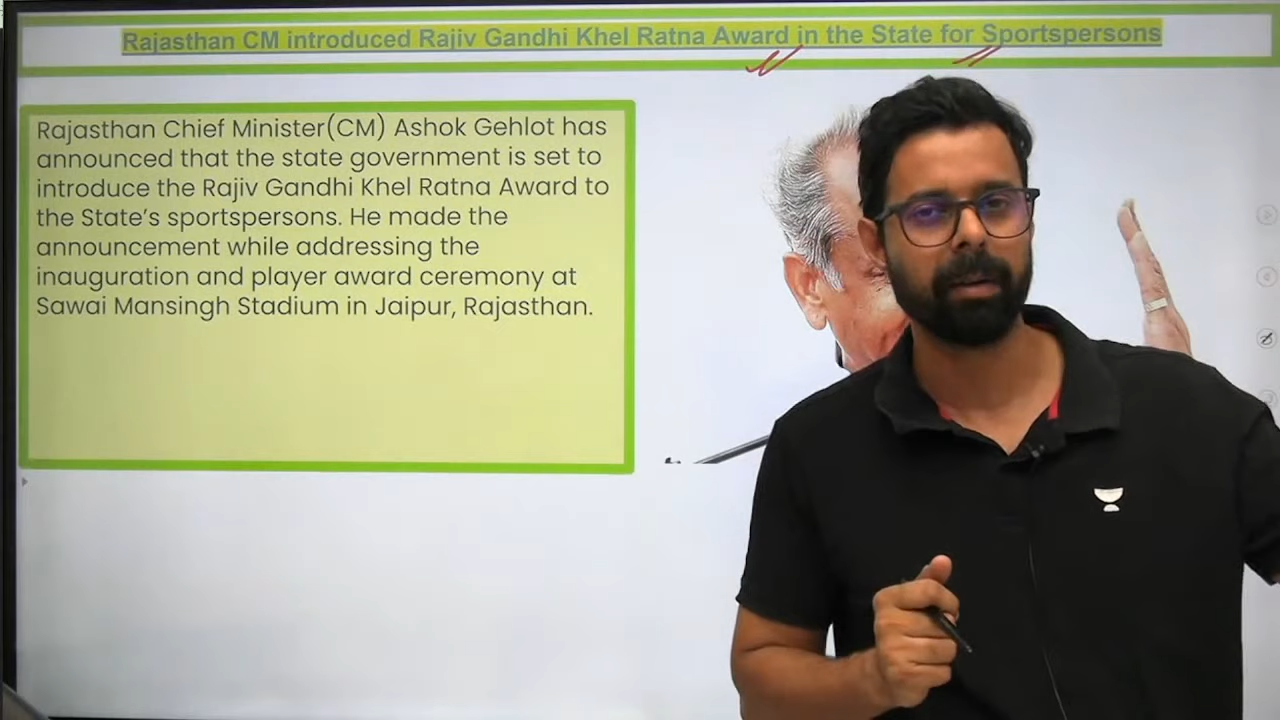 Rajasthan CM introduced Rajiv Gandhi Khel Ratna Award in the State for Sportspersons
Rajasthan Chief Minister(CM) Ashok Gehlot has
announced that the state government is set to
introduce the Rajiv Gandhi Khel Ratna Award to
the State’s sportspersons. He made the
announcement while addressing the
inauguration and player award ceremony at
Sawai Mansingh Stadium in Jaipur, Rajasthan.